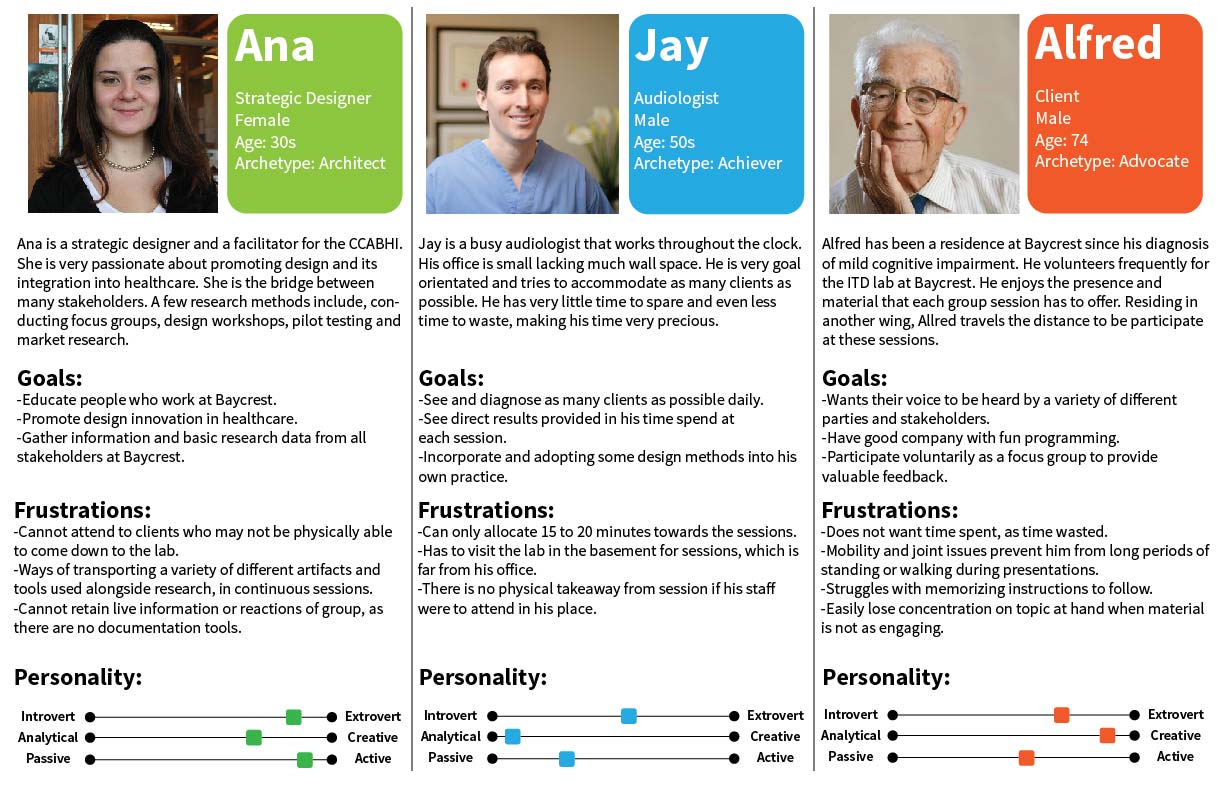 Ana
Strategic Designer
Female
Age: 30s
Archetype: Architect
Ana is a strategic designer and a facilitator for the CCABHI.
She is very passionate about promoting design and its
integration into healthcare. She is the bridge between
many stakeholders. A few research methods include, con-
ducting focus groups, design workshops, pilot testing and
market research.
Goals:
-Educate people who work at Baycrest.
-Promote design innovation in healthcare.
-Gather information and basic research data from all
stakeholders at Baycrest.
Frustrations:
-Cannot attend to clients who may not be physically able
to come down to the lab.
-Ways of transporting a variety of different artifacts and
tools used alongside research, in continuous sessions.
-Cannot retain live information or reactions of group, as
there are no documentation tools.
Personality:
Introvert Extrovert
Analytical Creative
Passive Active
Jay
Audiologist
Male
Age: 50s
Archetype: Achiever
Jay is a busy audiologist that works throughout the clock.
His office is small lacking much wall space. He is very goal
orientated and tries to accommodate as many clients as
possible. He has very little time to spare and even less
time to waste, making his time very precious.
Goals:
-See and diagnose as many clients as possible daily.
-See direct results provided in his time spend at
each session.
-Incorporate and adopting some design methods into his
own practice.
Frustrations:
-Can only allocate 15 to 20 minutes towards the sessions.
-Has to visit the lab in the basement for sessions, which is
far from his office.
-There is no physical takeaway from session if his staff
were to attend in his place.
Personality:
Introvert Extrovert
Analytical Creative
Passive Active
Alfred
Client
Male
Age: 74
Archetype: Advocate
Alfred has been a residence at Baycrest since his diagnosis
of mild cognitive impairment. He volunteers frequently for
the ITD lab at Baycrest. He enjoys the presence and
material that each group session has to offer. Residing in
another wing, Allred travels the distance to be participate
at these sessions.
Goals:
-Wants their voice to be heard by a variety of different
parties and stakeholders.
-Have good company with fun programming.
-Participate voluntarily as a focus group to provide
valuable feedback.
Frustrations:
-Does not want time spent, as time wasted.
-Mobility and joint issues prevent him from long periods of
standing or walking during presentations.
-Struggles with memorizing instructions to follow.
-Easily lose concentration on topic at hand when material
is not as engaging.
Personality:
Introvert Extrovert
Analytical Creative
Passive Active